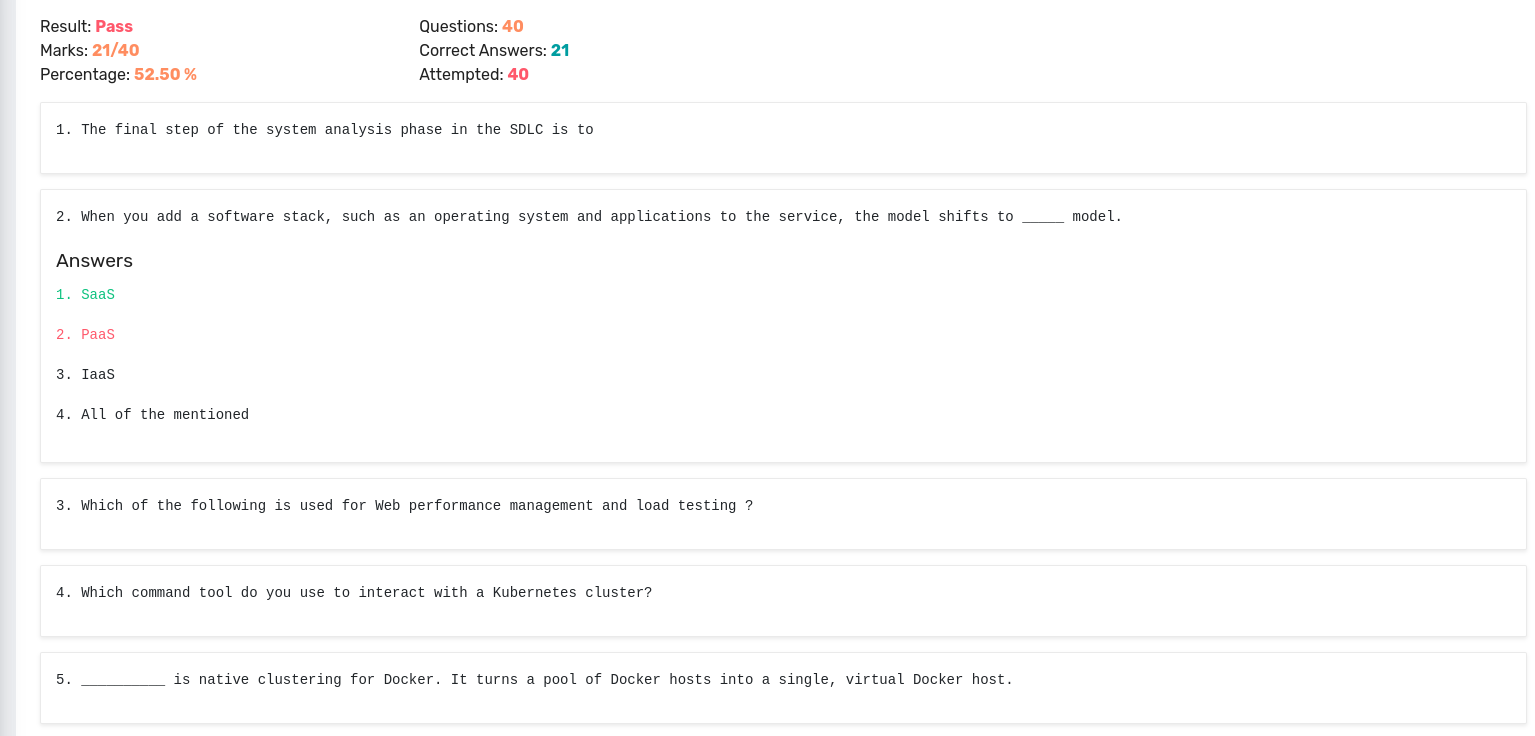 Result: Pass
Questions: 40
Marks: 21/40
Correct Answers: 21
Percentage: 52.50 %
Attempted: 40
1. The final step of the system analysis phase in the SDLC is to
2. When you add a software stack, such as an operating system and applications to the service, the model shifts to _____ model.
Answers
1. SaaS
2. PaaS
3. IaaS
4. All of the mentioned
3. Which of the following is used for Web performance management and load testing ?
4. Which command tool do you use to interact with a Kubernetes cluster?
5. __________ is native clustering for Docker. It turns a pool of Docker hosts into a single, virtual Docker host.